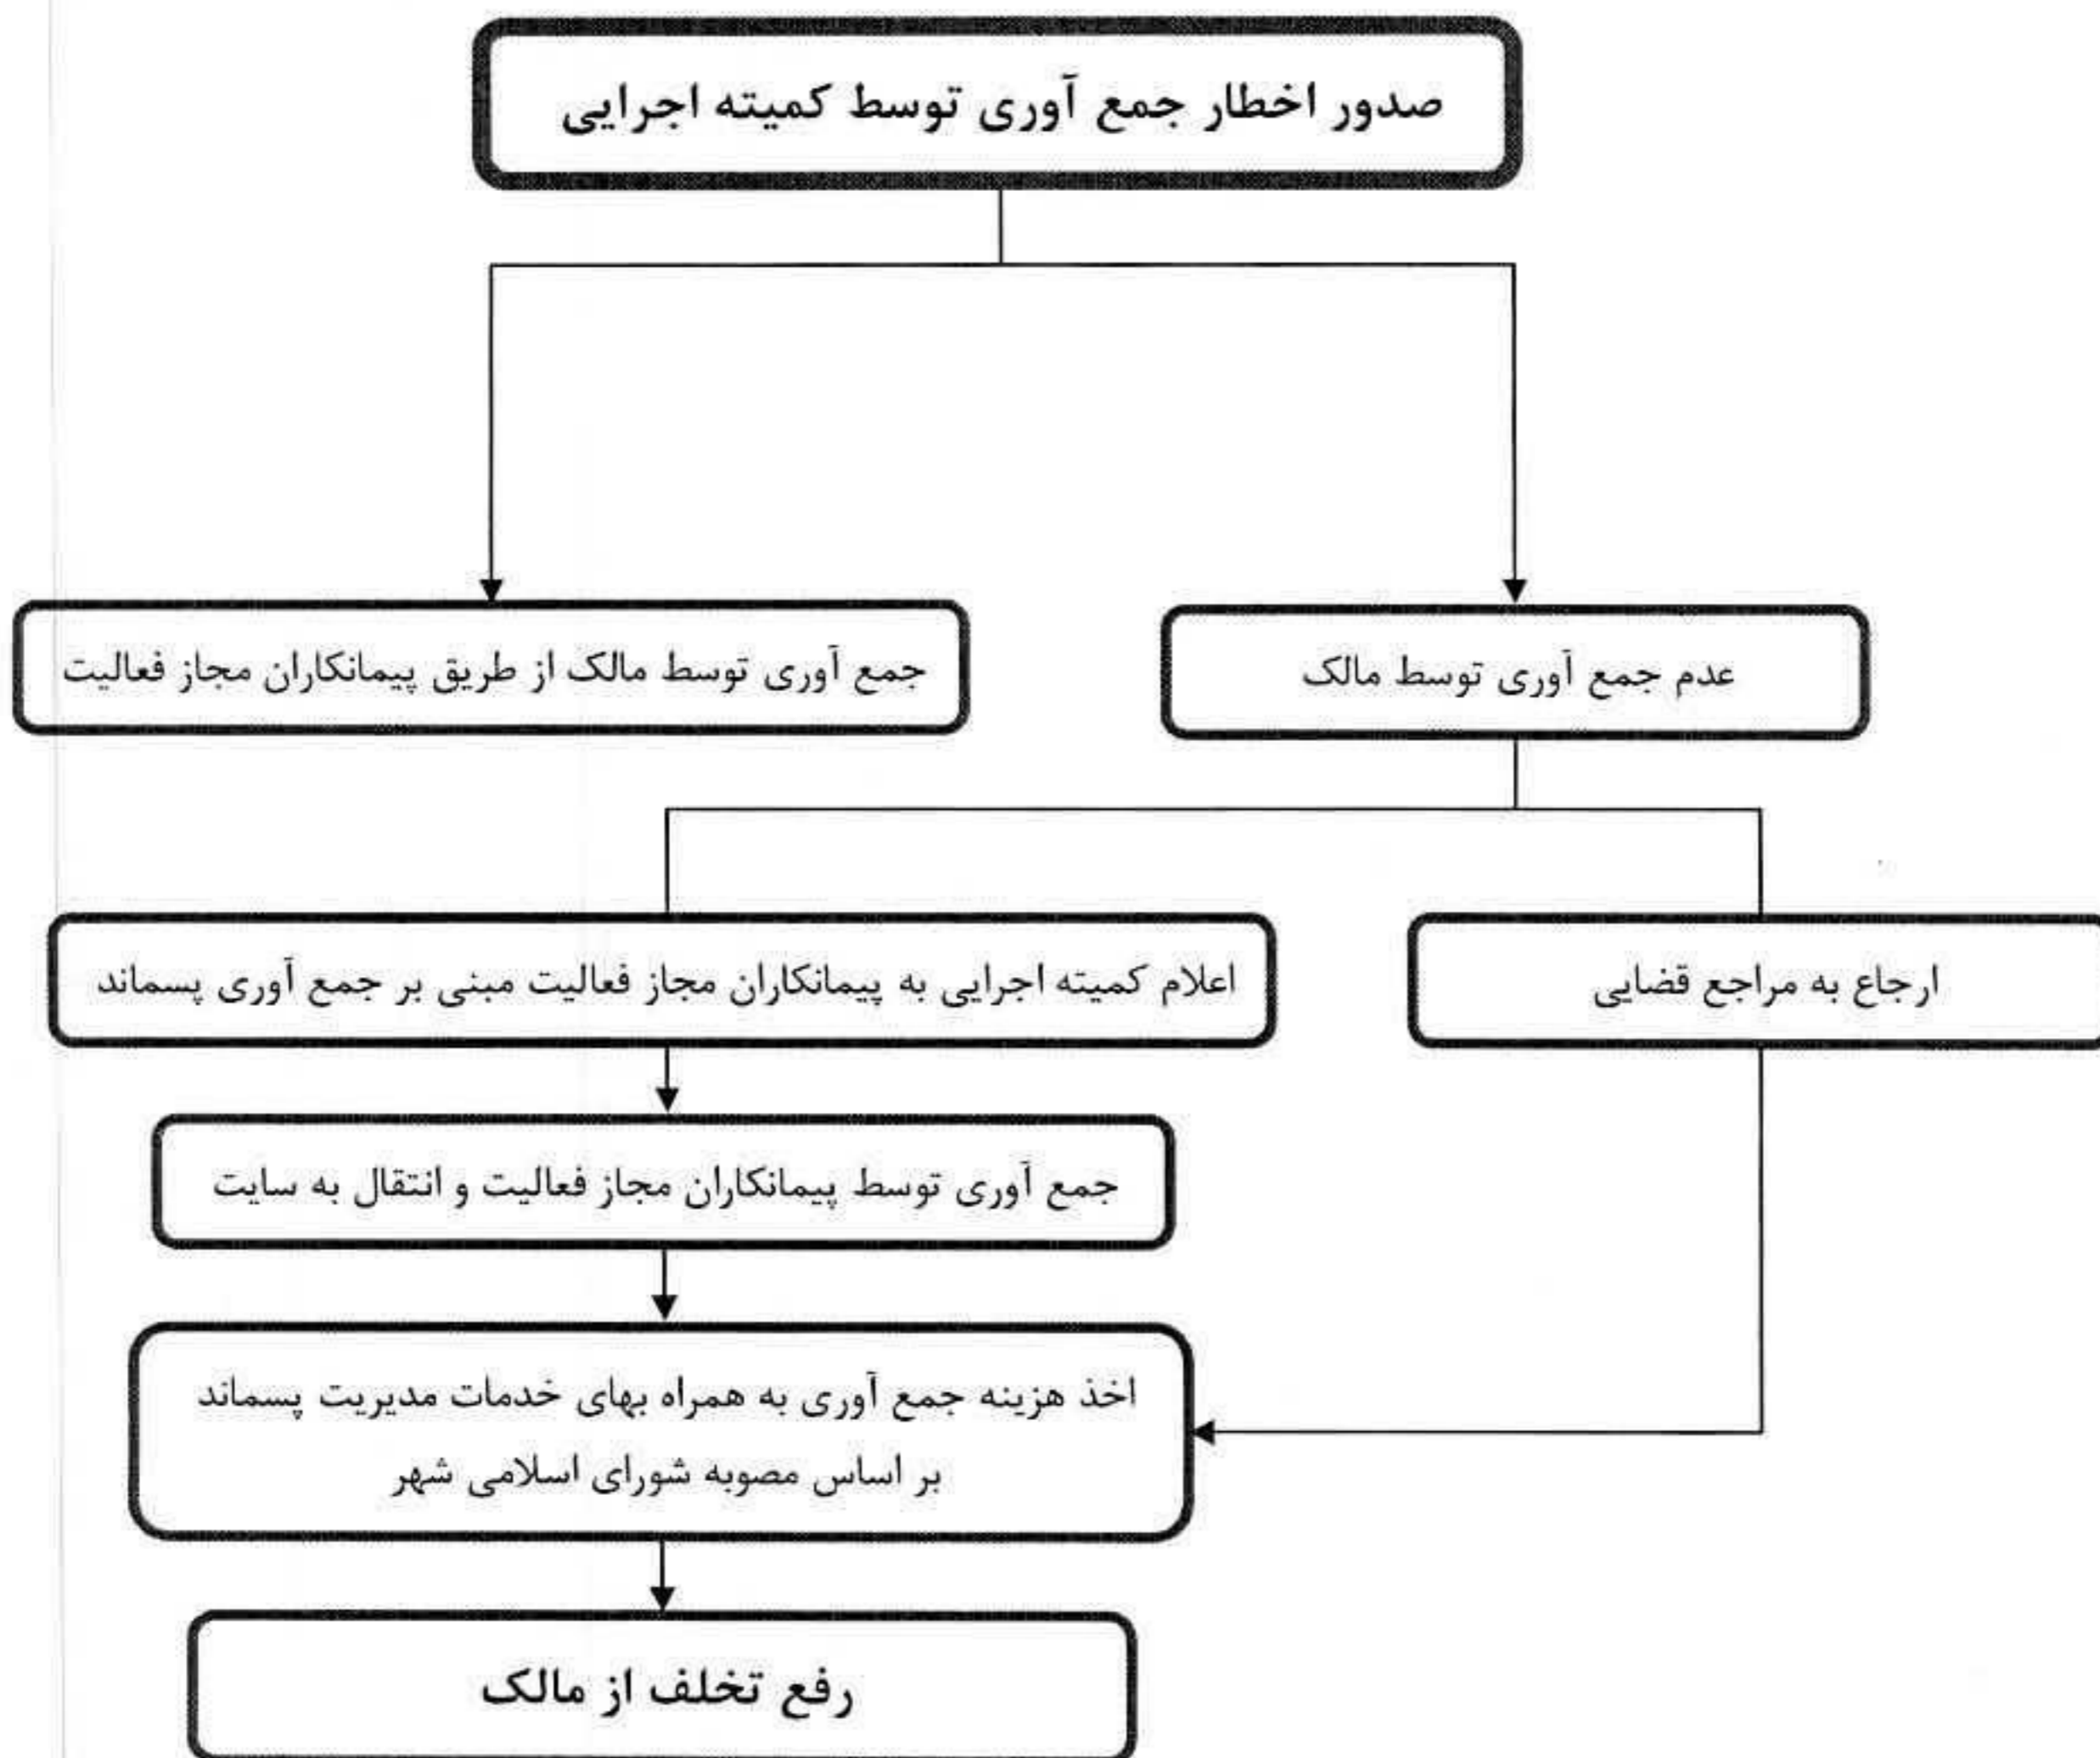 صدور اخطار جمع آوری توسط کمیته اجرایی
عدم جمع آوری توسط مالک
جمع آوری توسط مالک از طریق پیمانکاران مجاز فعالیت
ارجاع به مراجع قضایی
اعلام کمیته اجرایی به پیمانکاران مجاز فعالیت مبنی بر جمع آوری پسماند
جمع آوری توسط پیمانکاران مجاز فعالیت و انتقال به سایت
اخذ هزینه جمع آوری به همراه بهای خدمات مدیریت پسماند
بر اساس مصوبه شورای اسلامی شهر
رفع تخلف از مالک